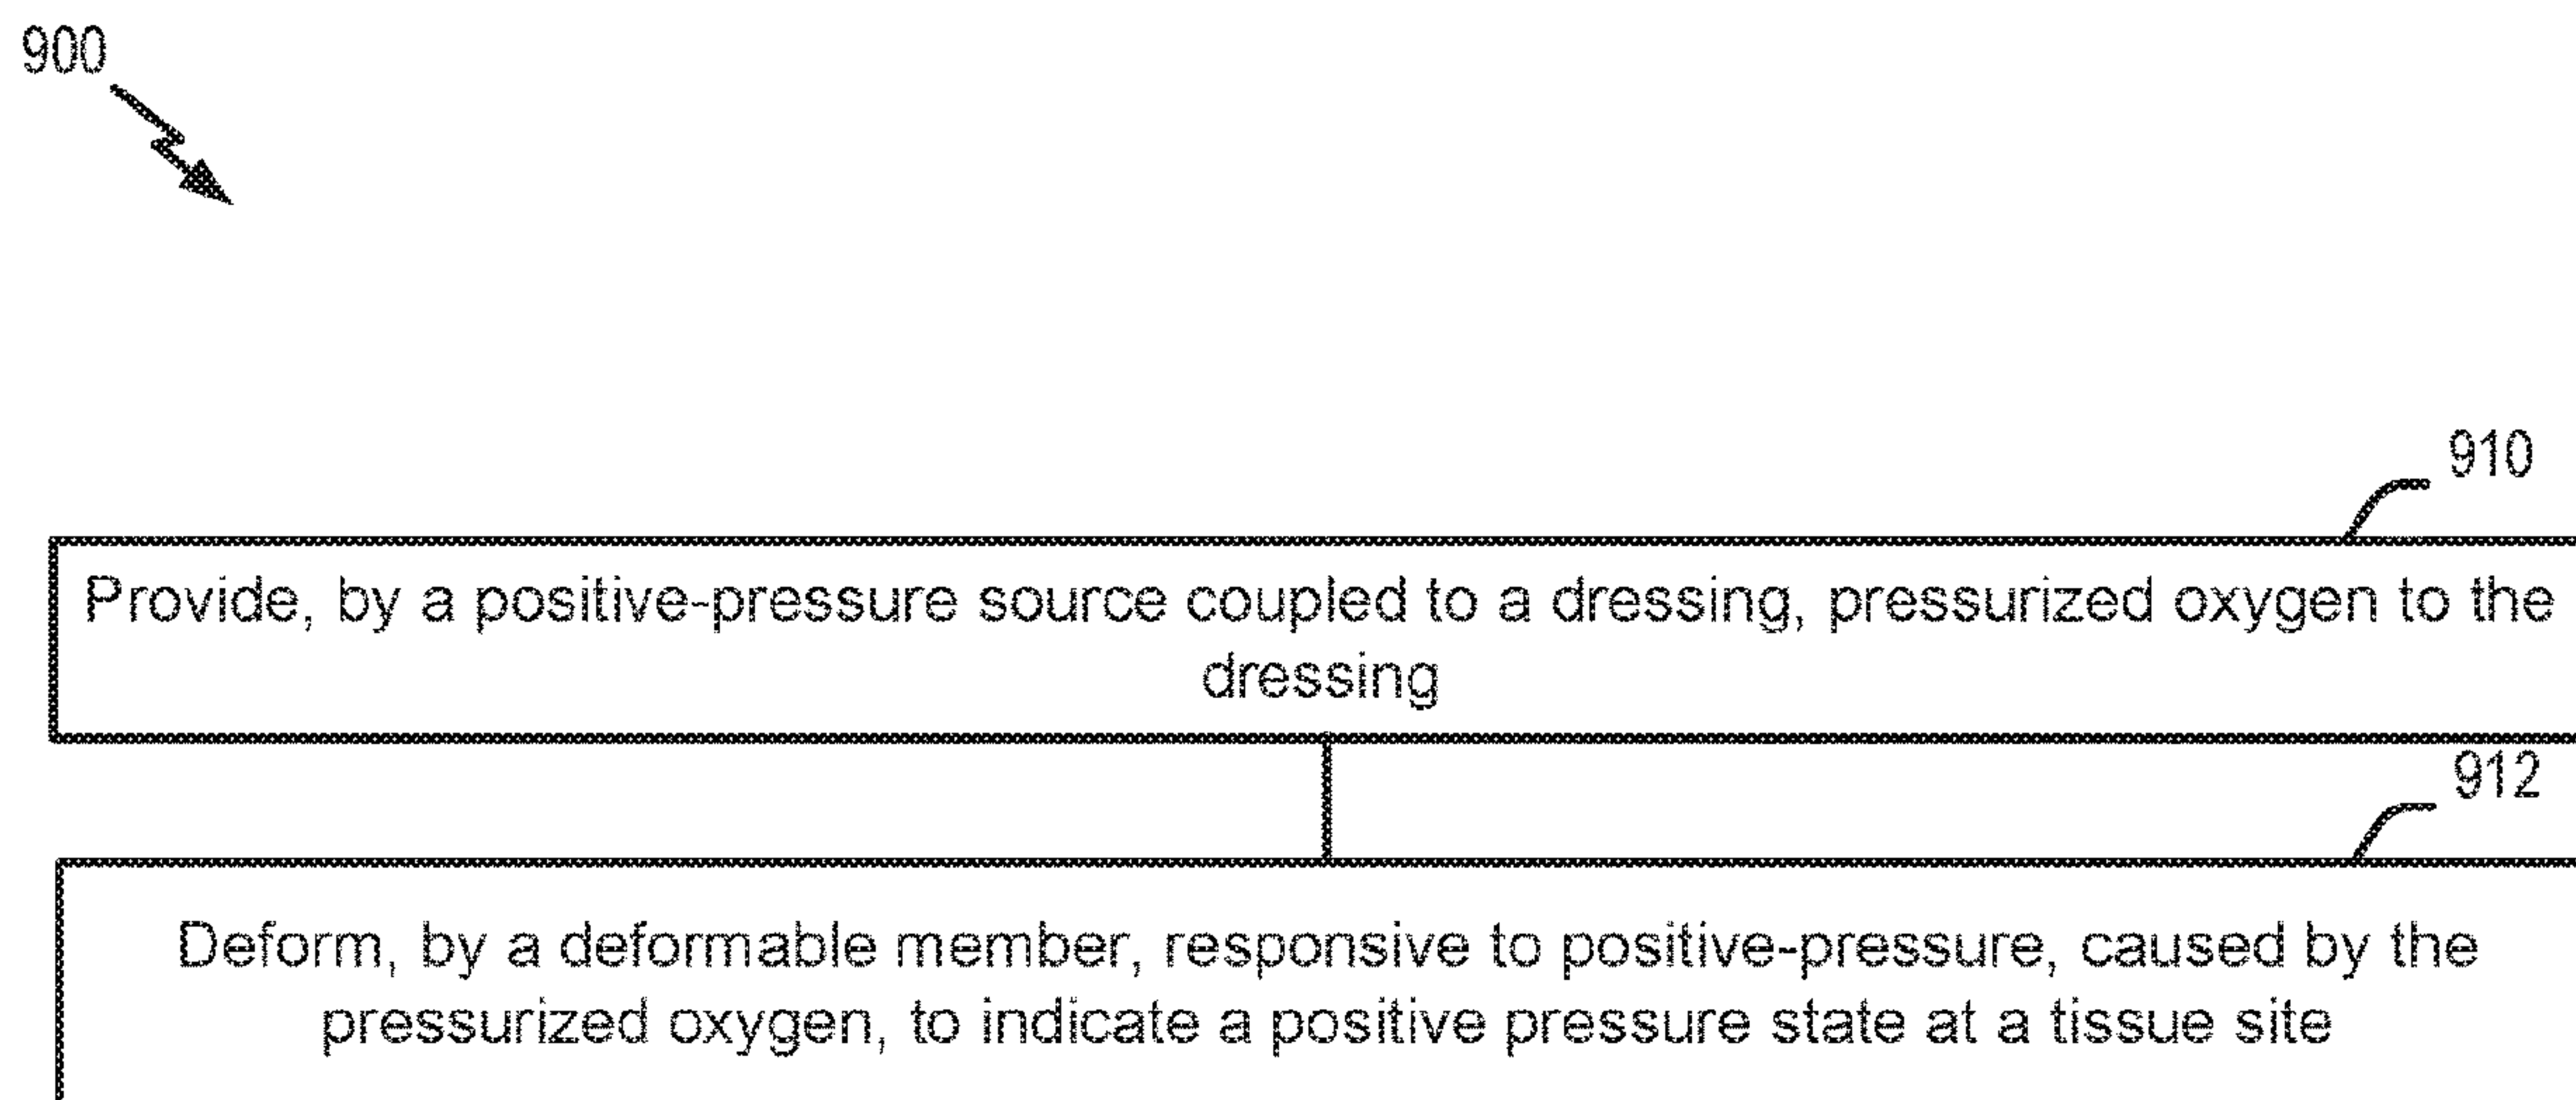 900
910
Provide, by a positive-pressure source coupled to a dressing, pressurized oxygen to the
dressing
912
Deform, by a deformable member, responsive to positive-pressure, caused by the
pressurized oxygen, to indicate a positive pressure state at a tissue site